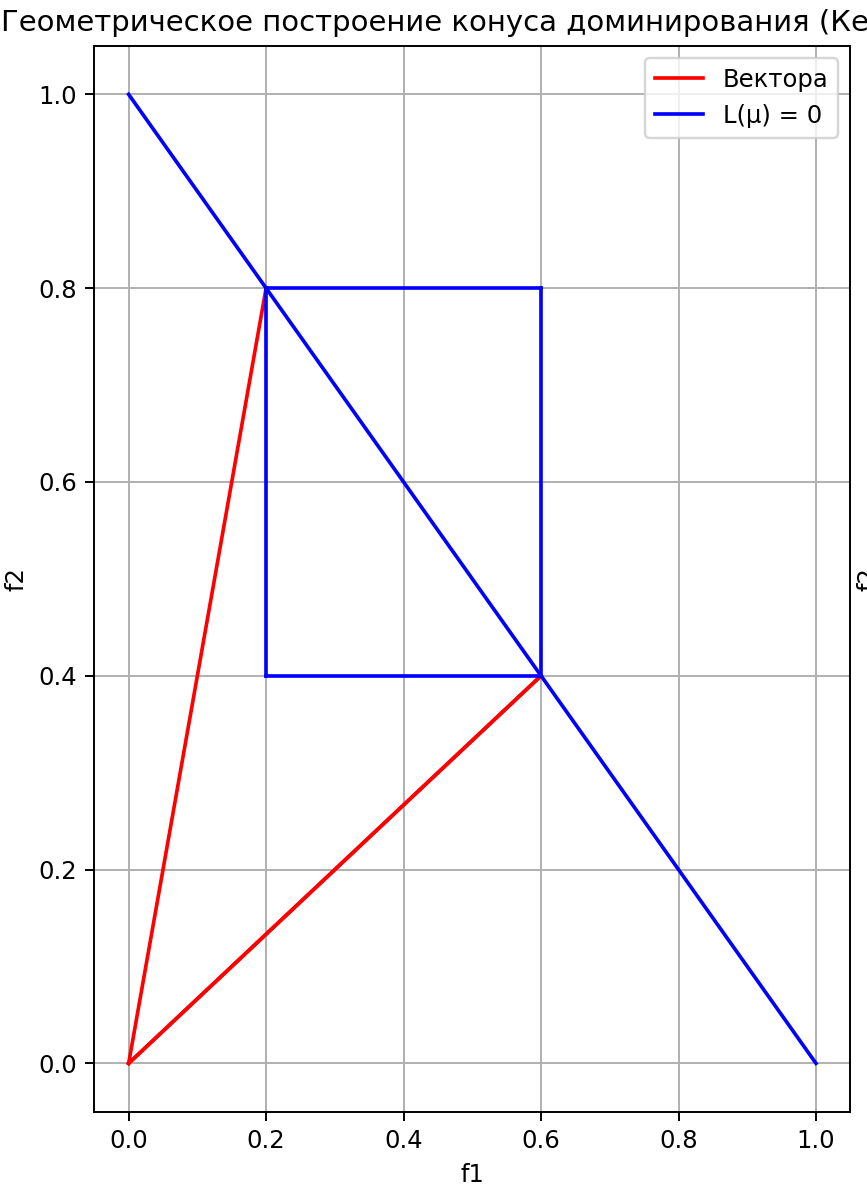 Геометрическое построение конуса доминирования (Ке
Вектора
L(μ) = 0
1.0
0.8
0.6
0.4
0.2
0.0
f2
f2
0.0 0.2 0.4 0.6 0.8 1.0
f1